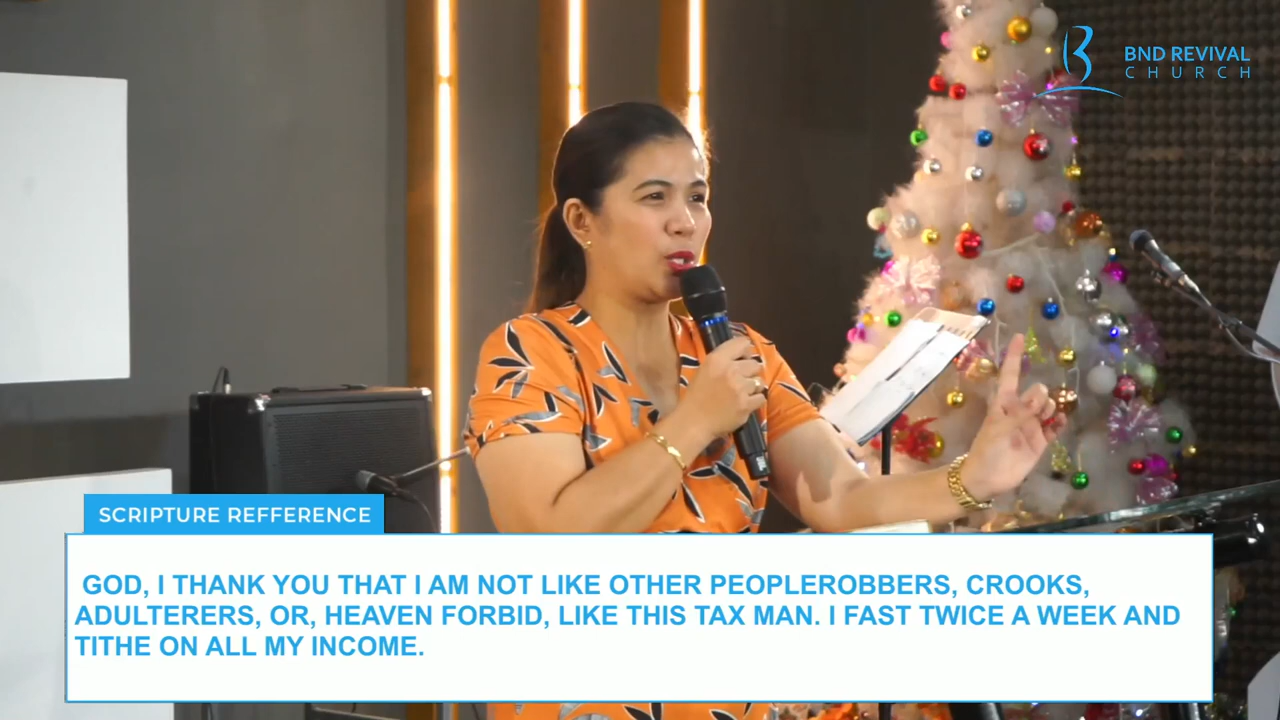 BND REVIVAL
CHURCH
SCRIPTURE REFFERENCE
GOD, I THANK YOU THAT I AM NOT LIKE OTHER PEOPLEROBBERS, CROOKS,
ADULTERERS, OR, HEAVEN FORBID, LIKE THIS TAX MAN. I FAST TWICE A WEEK AND
TITHE ON ALL MY INCOME.